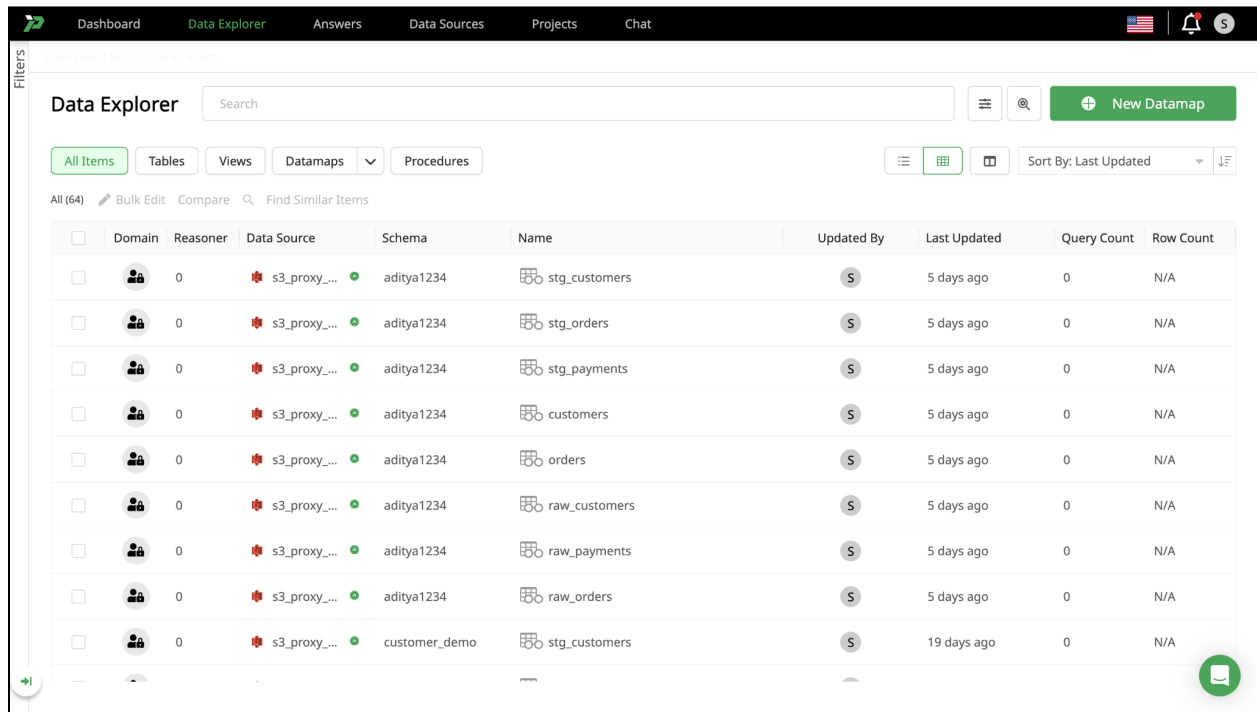 Dashboard Data Explorer Answers Data Sources Projects Chat S
Filters
View saved Search Parameters
Data Explorer Search New Datamap
All Items Tables Views Datamaps Procedures Sort By: Last Updated
All (64) Bulk Edit Compare Find Similar Items
Domain Reasoner Data Source Schema Name Updated By Last Updated Query Count Row Count
0 s3_proxy_... aditya1234 stg_customers S 5 days ago 0 N/A
0 s3_proxy_... aditya1234 stg_orders S 5 days ago 0 N/A
0 s3_proxy_... aditya1234 stg_payments S 5 days ago 0 N/A
0 s3_proxy_... aditya1234 customers S 5 days ago 0 N/A
0 s3_proxy_... aditya1234 orders S 5 days ago 0 N/A
0 s3_proxy_... aditya1234 raw_customers S 5 days ago 0 N/A
0 s3_proxy_... aditya1234 raw_payments S 5 days ago 0 N/A
0 s3_proxy_... aditya1234 raw_orders S 5 days ago 0 N/A
0 s3_proxy_... customer_demo stg_customers S 19 days ago 0 N/A